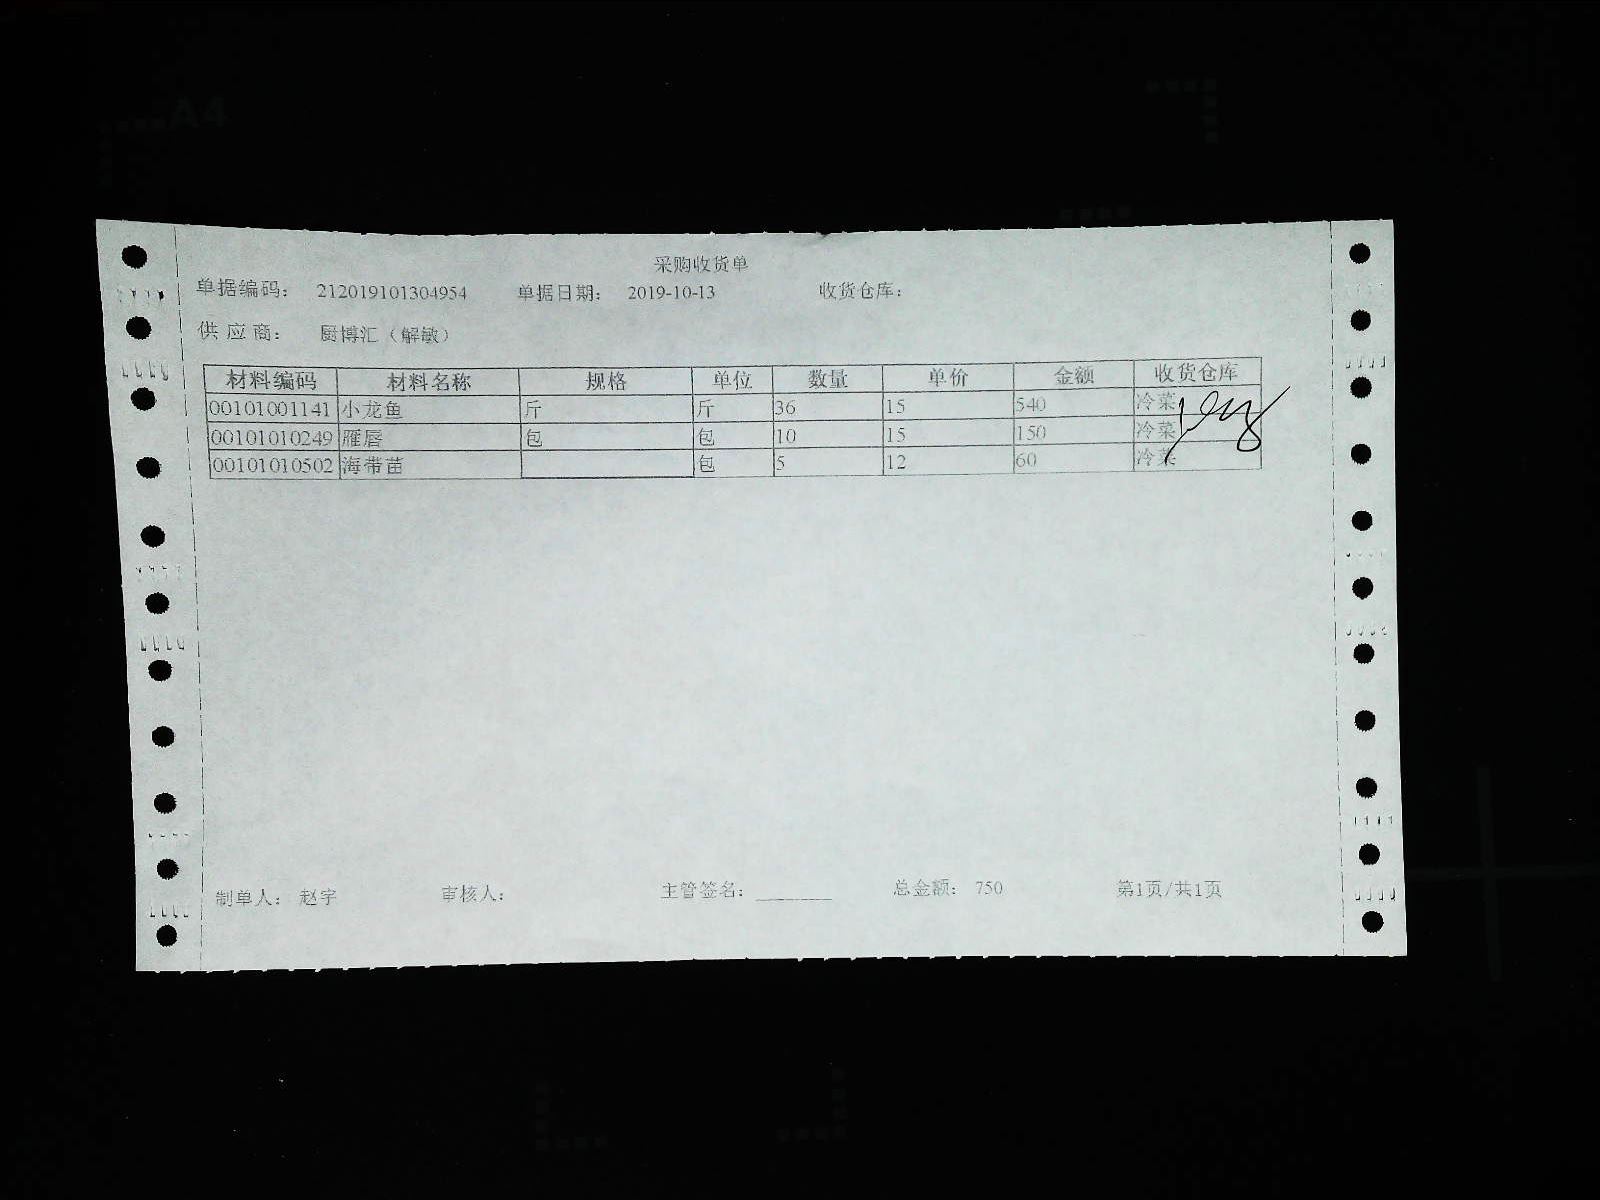 采购收货单
单据编码： 212019101304954 单据日期： 2019-10-13 收货仓库：
供 应 商： 厨博汇（解敏）
材料编码 材料名称 规格 单位 数量 单价 金额 收货仓库
00101001141 小龙鱼 斤 斤 36 15 540 冷菜
00101010249 雁唇 包 包 10 15 150 冷菜
00101010502 海带苗 包 5 12 60 冷菜
制单人： 赵宇 审核人： 主管签名： 总金额： 750 第1页/共1页